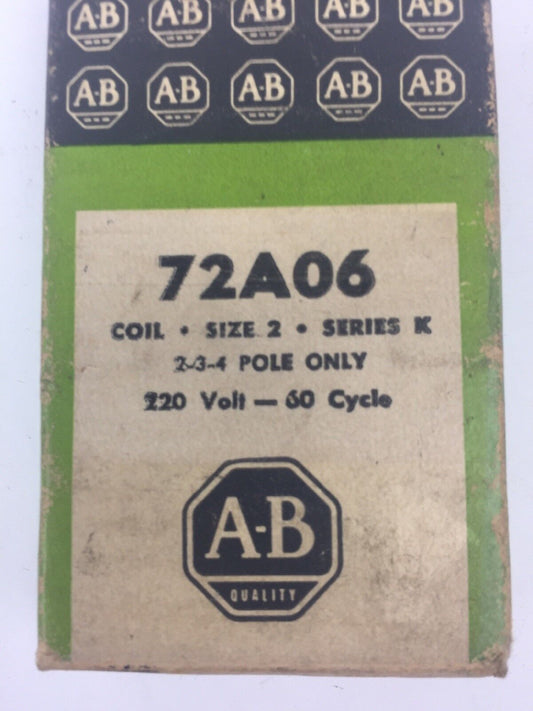 A-B A-B A-B A-B A-B
A-B A-B A-B A-B A-B
72A06
COIL • SIZE 2 • SERIES K
2-3-4 POLE ONLY
220 Volt — 60 Cycle
A-B
QUALITY